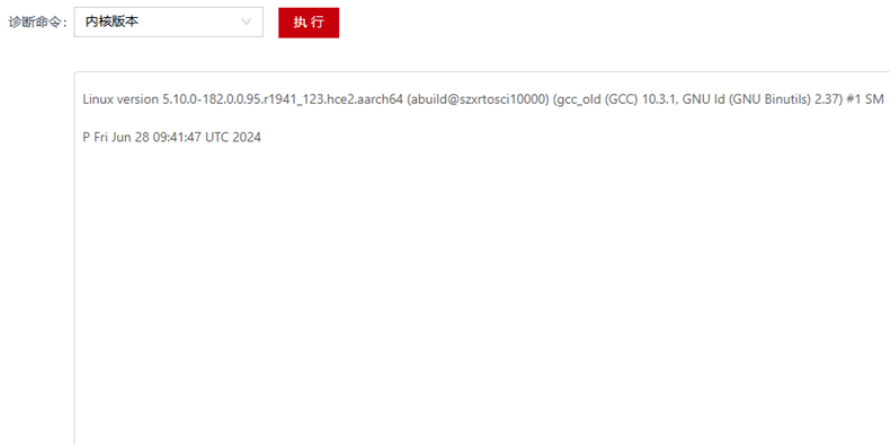 诊断命令: 内核版本 执行
Linux version 5.10.0-182.0.0.95.r1941_123.hce2.aarch64 (abuild@szxrtosci10000) (gcc_old (GCC) 10.3.1, GNU ld (GNU Binutils) 2.37) #1 SM
P Fri Jun 28 09:41:47 UTC 2024